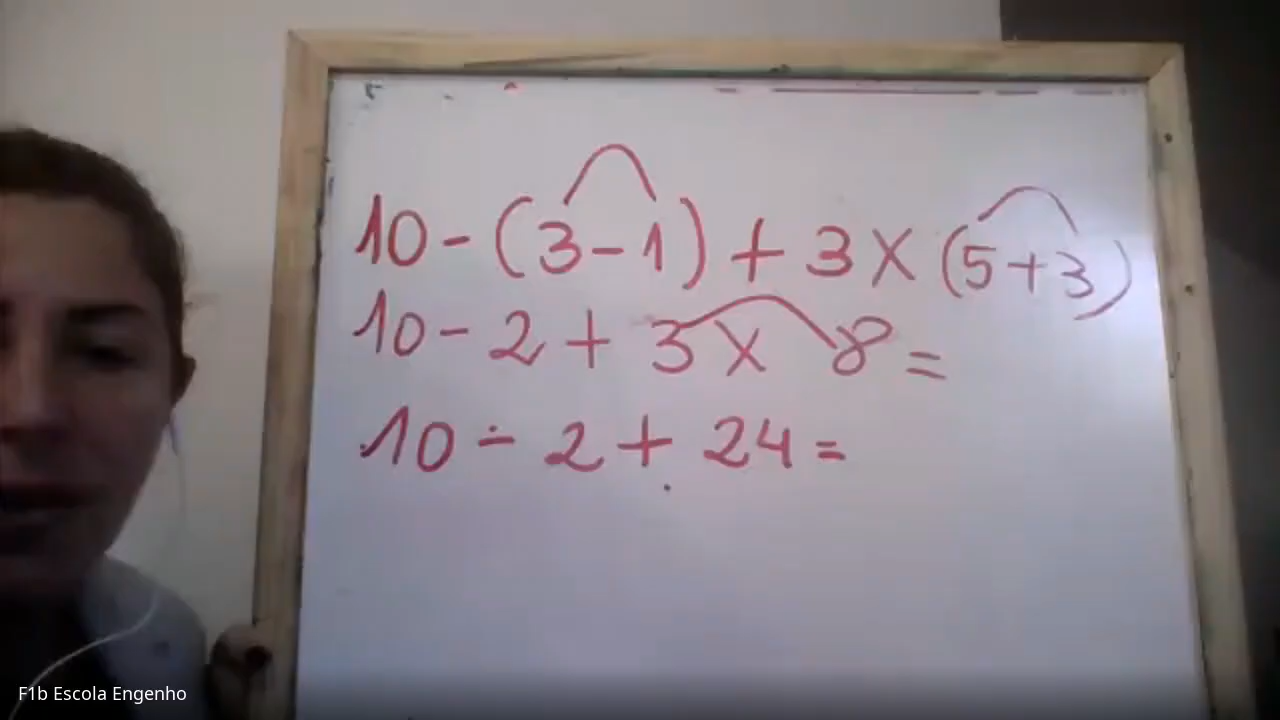 10 - (3 - 1) + 3 X (5 + 3)
10 - 2 + 3 X 8 =
10 - 2 + 24 =
F1b Escola Engenho